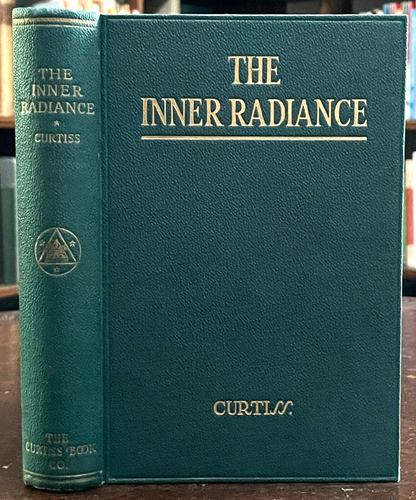 THE
INNER
RADIANCE
CURTISS
THE
CURTISS BOOK
CO.
THE
INNER RADIANCE
CURTISS